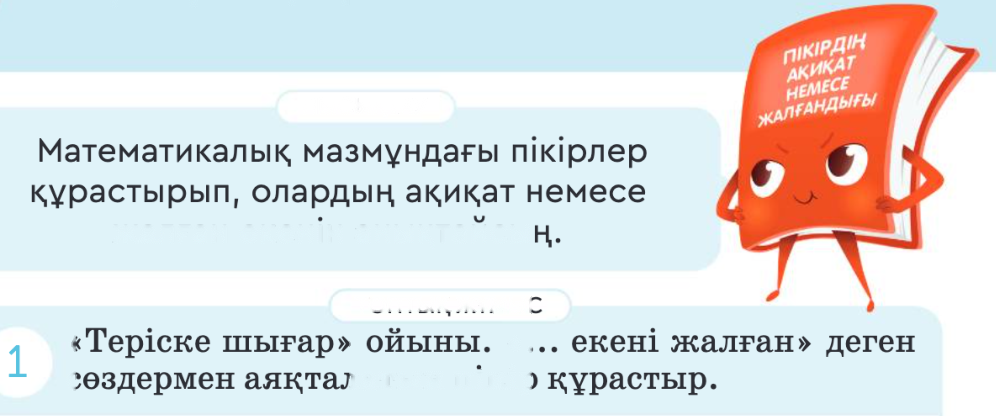 ПІКІРДІҢ
АҚИҚАТ
НЕМЕСЕ
ЖАЛҒАНДЫҒЫ
Математикалық мазмұндағы пікірлер
құрастырып, олардың ақиқат немесе
1 «Теріске шығар» ойыны. ... екені жалған» деген
сөздермен құрастыр.